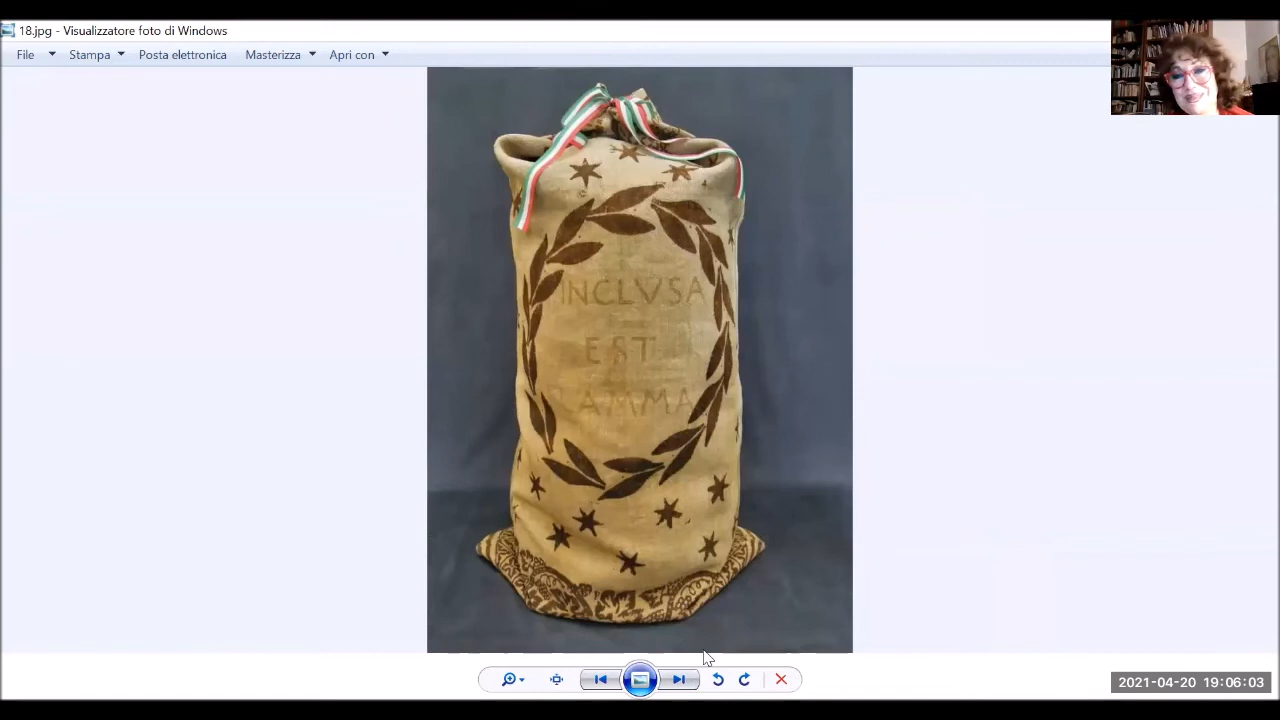 18.jpg - Visualizzatore foto di Windows
File Stampa Posta elettronica Masterizza Apri con
INCLVSA
EST
2021-04-20 19:06:03